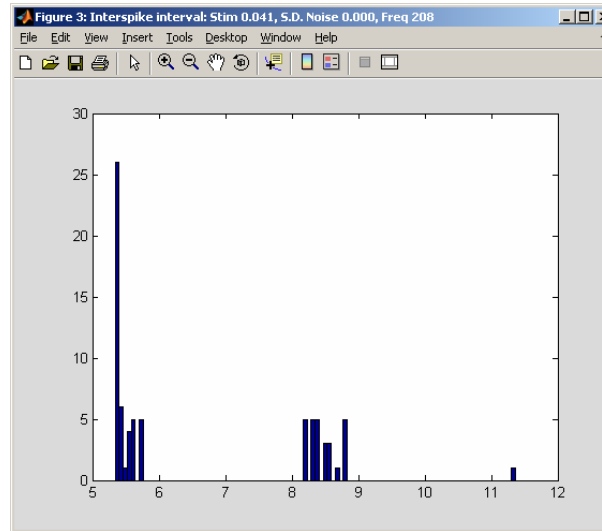 Figure 3: Interspike interval: Stim 0.041, S.D. Noise 0.000, Freq 208
File Edit View Insert Tools Desktop Window Help
30
25
20
15
10
5
0
5 6 7 8 9 10 11 12